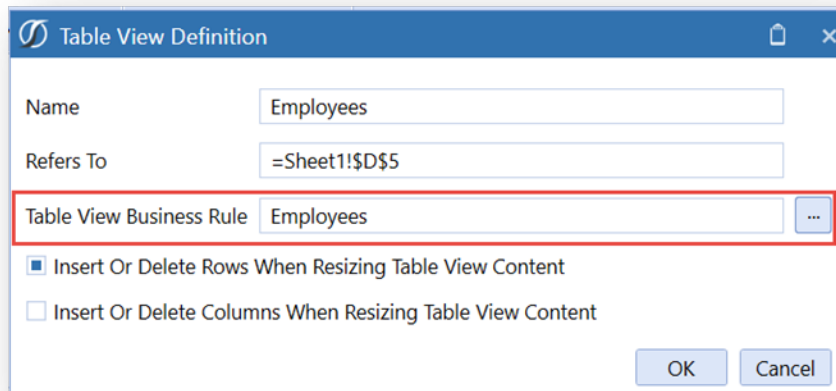 Table View Definition
Name Employees
Refers To =Sheet1!$D$5
Table View Business Rule Employees ...
Insert Or Delete Rows When Resizing Table View Content
Insert Or Delete Columns When Resizing Table View Content
OK Cancel